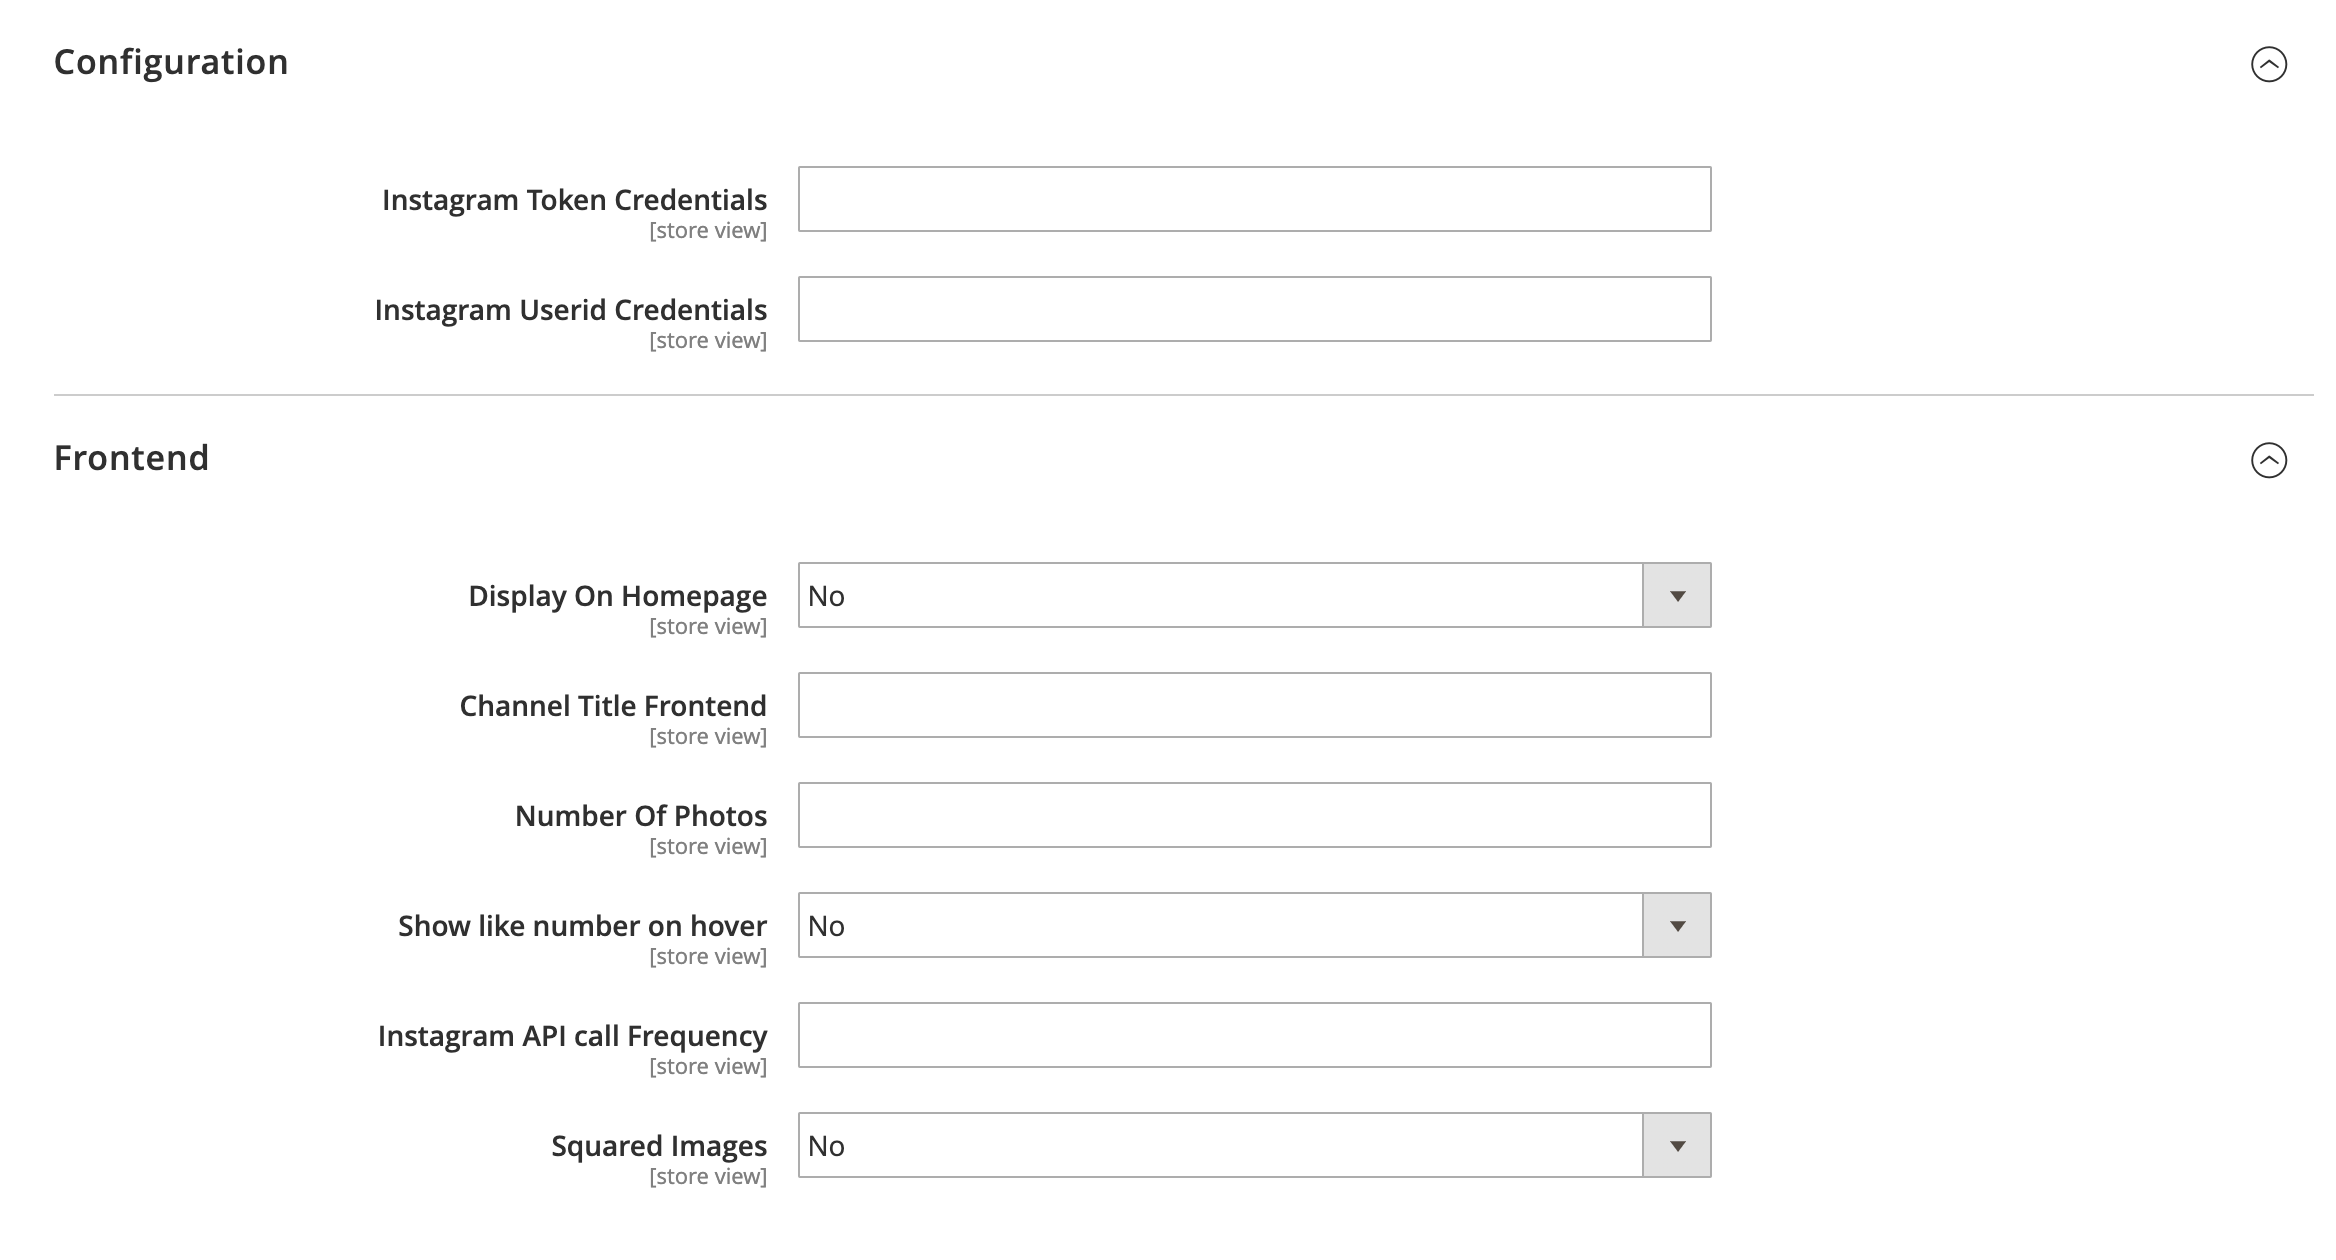 Configuration
Instagram Token Credentials
[store view]
Instagram Userid Credentials
[store view]
Frontend
Display On Homepage
[store view]
No
Channel Title Frontend
[store view]
Number Of Photos
[store view]
Show like number on hover
[store view]
No
Instagram API call Frequency
[store view]
Squared Images
[store view]
No